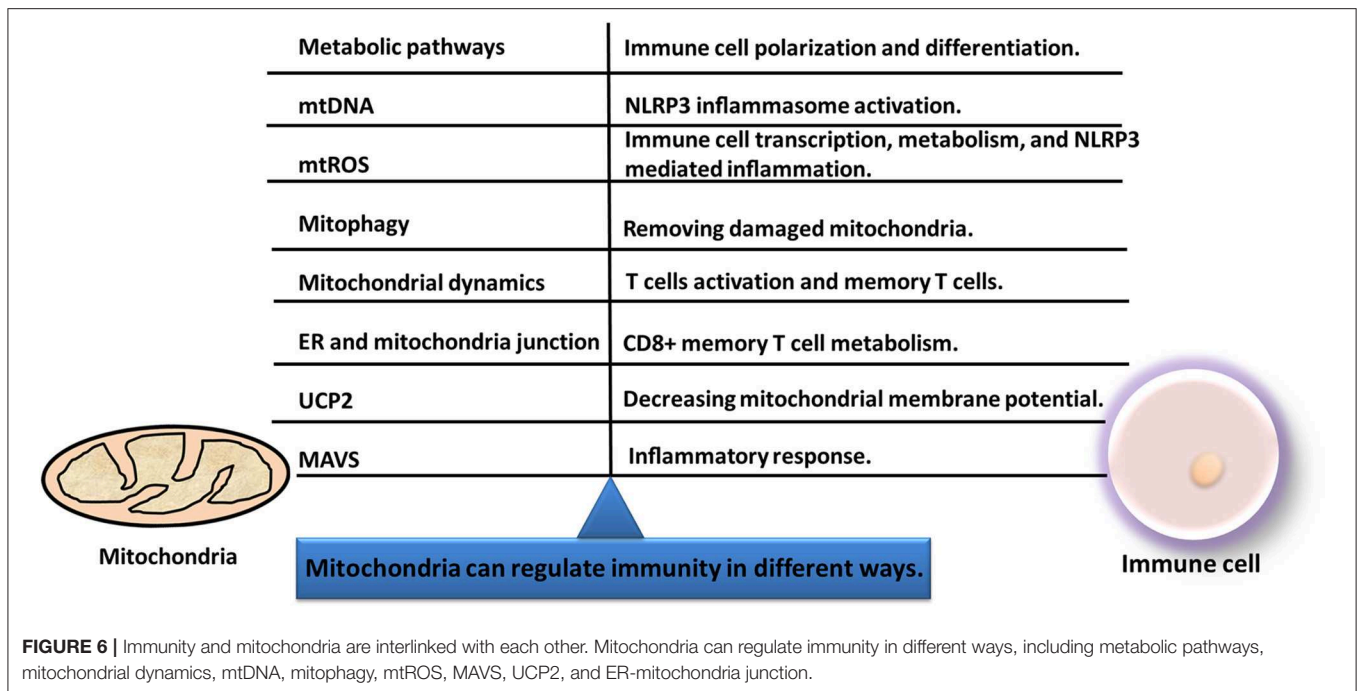 Metabolic pathways
Immune cell polarization and differentiation.
mtDNA
NLRP3 inflammasome activation.
mtROS
Immune cell transcription, metabolism, and NLRP3
mediated inflammation.
Mitophagy
Removing damaged mitochondria.
Mitochondrial dynamics
T cells activation and memory T cells.
ER and mitochondria junction
CD8+ memory T cell metabolism.
UCP2
Decreasing mitochondrial membrane potential.
MAVS
Inflammatory response.
Mitochondria
Immune cell
Mitochondria can regulate immunity in different ways.
FIGURE 6 | Immunity and mitochondria are interlinked with each other. Mitochondria can regulate immunity in different ways, including metabolic pathways,
mitochondrial dynamics, mtDNA, mitophagy, mtROS, MAVS, UCP2, and ER-mitochondria junction.